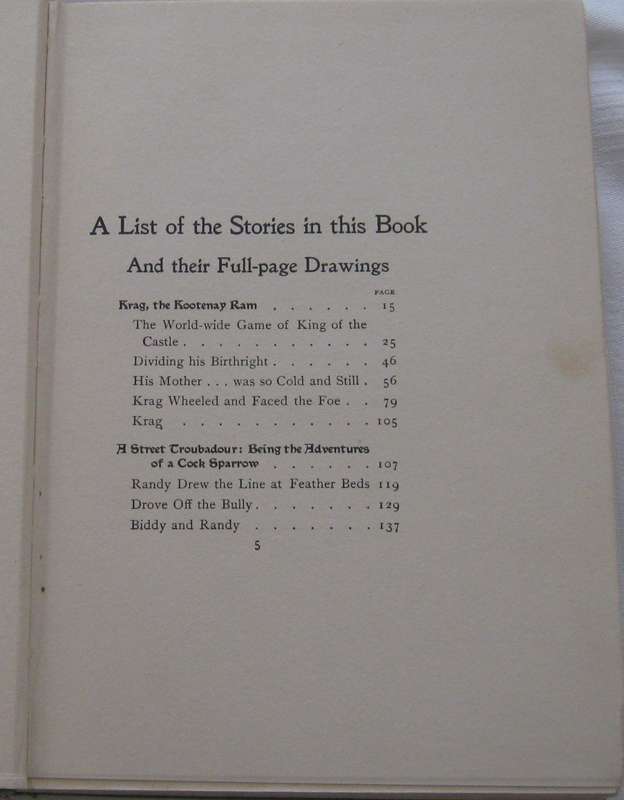 A List of the Stories in this Book
And their Full-page Drawings
PAGE
Krag, the Kootenay Ram . . . . . . 15
The World-wide Game of King of the
Castle . . . . . . . . . . . 25
Dividing his Birthright . . . . . . 46
His Mother . . . was so Cold and Still . 56
Krag Wheeled and Faced the Foe . . 79
Krag . . . . . . . . . . . 105
A Street Troubadour: Being the Adventures
of a Cock Sparrow . . . . . . 107
Randy Drew the Line at Feather Beds 119
Drove Off the Bully . . . . . . . 129
Biddy and Randy . . . . . . . 137
5